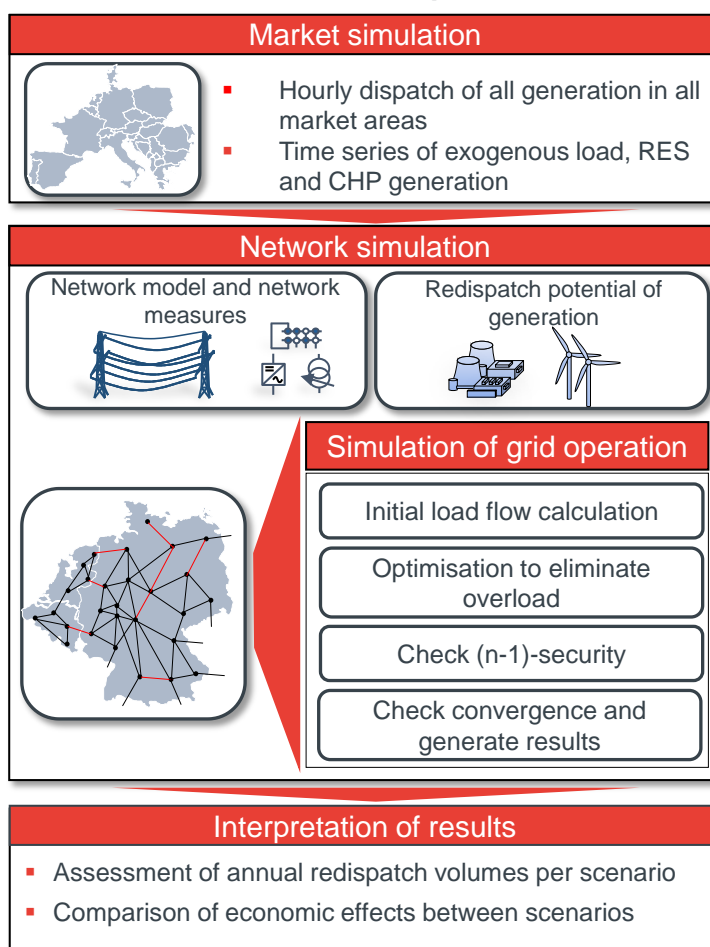 Market simulation
▪ Hourly dispatch of all generation in all
market areas
▪ Time series of exogenous load, RES
and CHP generation
Network simulation
Network model and network
measures
Redispatch potential of
generation
Simulation of grid operation
Initial load flow calculation
Optimisation to eliminate
overload
Check (n-1)-security
Check convergence and
generate results
Interpretation of results
▪ Assessment of annual redispatch volumes per scenario
▪ Comparison of economic effects between scenarios